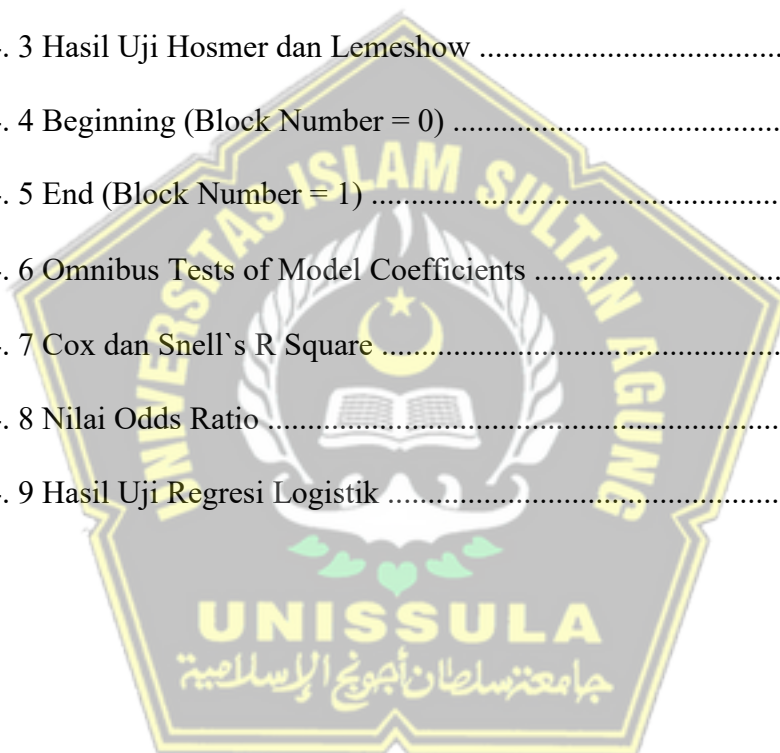 . 3 Hasil Uji Hosmer dan Lemeshow ....................................
. 4 Beginning (Block Number = 0) ........................................
. 5 End (Block Number = 1) ...................................................
. 6 Omnibus Tests of Model Coefficients ..............................
. 7 Cox dan Snell`s R Square .................................................
. 8 Nilai Odds Ratio ................................................................
. 9 Hasil Uji Regresi Logistik ................................................
UNIVERSITAS ISLAM SULTAN AGUNG
UNISSULA
جامعة سلطان أجونج الإسلامية